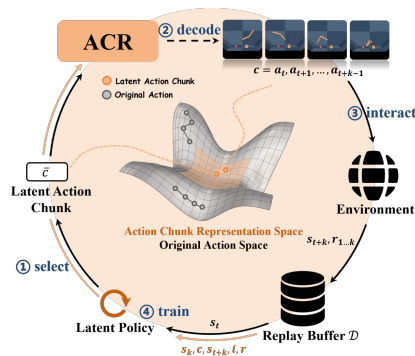 ACR
② decode
c = a_t, a_{t+1}, ..., a_{t+k−1}
Latent Action Chunk
Original Action
③ interact
c̄
Latent Action
Chunk
Environment
Action Chunk Representation Space
Original Action Space
s_{t+k}, r_{1...k}
① select
④ train
Latent Policy
s_t
Replay Buffer 𝒟
s_k, c, s_{t+k}, i, r